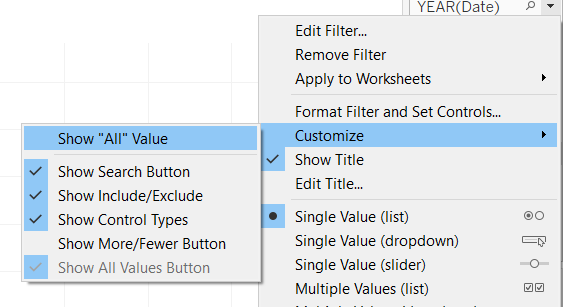 YEAR(Date)
Edit Filter...
Remove Filter
Apply to Worksheets
Format Filter and Set Controls...
Customize
Show Title
Edit Title...
Single Value (list)
Single Value (dropdown)
Single Value (slider)
Multiple Values (list)
Show "All" Value
Show Search Button
Show Include/Exclude
Show Control Types
Show More/Fewer Button
Show All Values Button